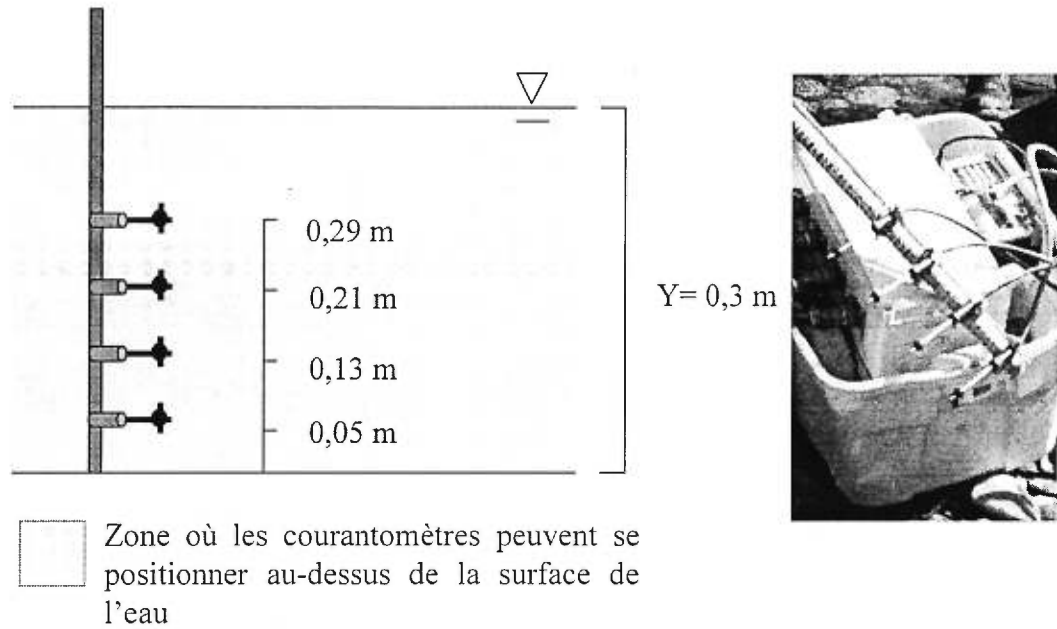 0,29 m
0,21 m
0,13 m
0,05 m
Y= 0,3 m
Zone où les courantomètres peuvent se
positionner au-dessus de la surface de
l'eau